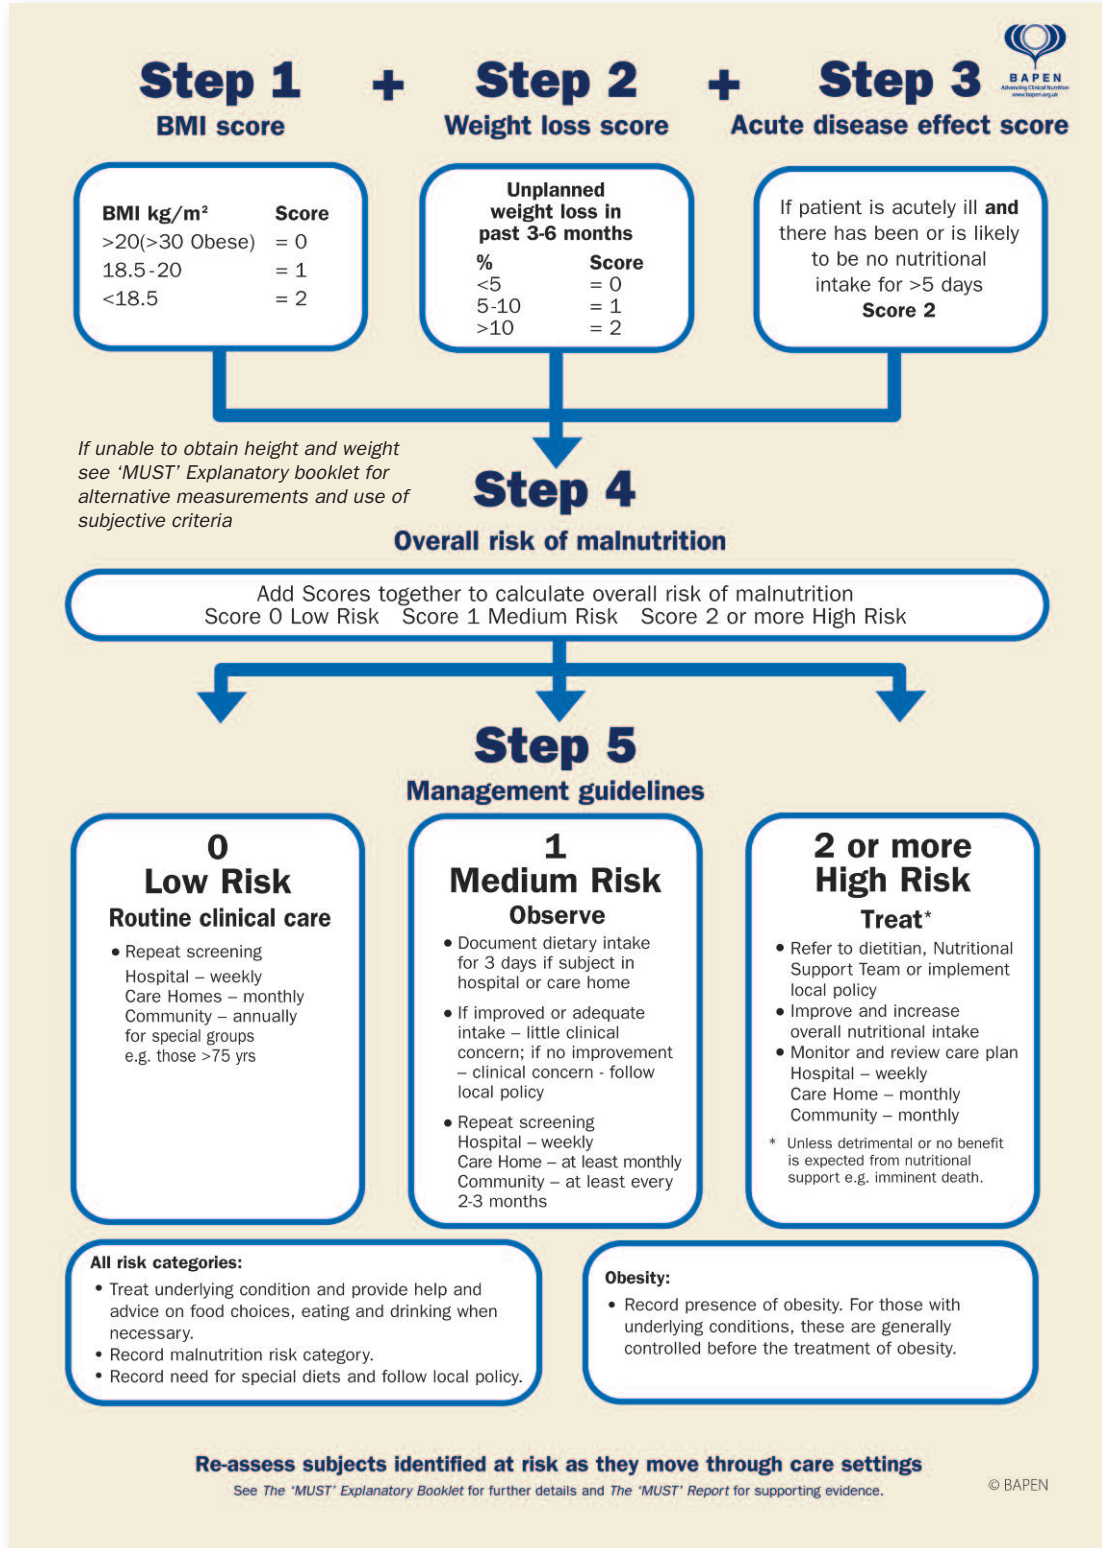 Step 1 + Step 2 + Step 3
BMI score
Weight loss score
Acute disease effect score
BAPEN
Advancing Clinical Nutrition
www.bapen.org.uk
BMI kg/m² Score
>20(>30 Obese) = 0
18.5-20 = 1
<18.5 = 2
Unplanned
weight loss in
past 3-6 months
% Score
<5 = 0
5-10 = 1
>10 = 2
If patient is acutely ill and
there has been or is likely
to be no nutritional
intake for >5 days
Score 2
If unable to obtain height and weight
see ‘MUST’ Explanatory booklet for
alternative measurements and use of
subjective criteria
Step 4
Overall risk of malnutrition
Add Scores together to calculate overall risk of malnutrition
Score 0 Low Risk Score 1 Medium Risk Score 2 or more High Risk
Step 5
Management guidelines
0
Low Risk
Routine clinical care
• Repeat screening
Hospital – weekly
Care Homes – monthly
Community – annually
for special groups
e.g. those >75 yrs
1
Medium Risk
Observe
• Document dietary intake
for 3 days if subject in
hospital or care home
• If improved or adequate
intake – little clinical
concern; if no improvement
– clinical concern - follow
local policy
• Repeat screening
Hospital – weekly
Care Home – at least monthly
Community – at least every
2-3 months
2 or more
High Risk
Treat*
• Refer to dietitian, Nutritional
Support Team or implement
local policy
• Improve and increase
overall nutritional intake
• Monitor and review care plan
Hospital – weekly
Care Home – monthly
Community – monthly
* Unless detrimental or no benefit
is expected from nutritional
support e.g. imminent death.
All risk categories:
• Treat underlying condition and provide help and
advice on food choices, eating and drinking when
necessary.
• Record malnutrition risk category.
• Record need for special diets and follow local policy.
Obesity:
• Record presence of obesity. For those with
underlying conditions, these are generally
controlled before the treatment of obesity.
Re-assess subjects identified at risk as they move through care settings
See The ‘MUST’ Explanatory Booklet for further details and The ‘MUST’ Report for supporting evidence.
© BAPEN